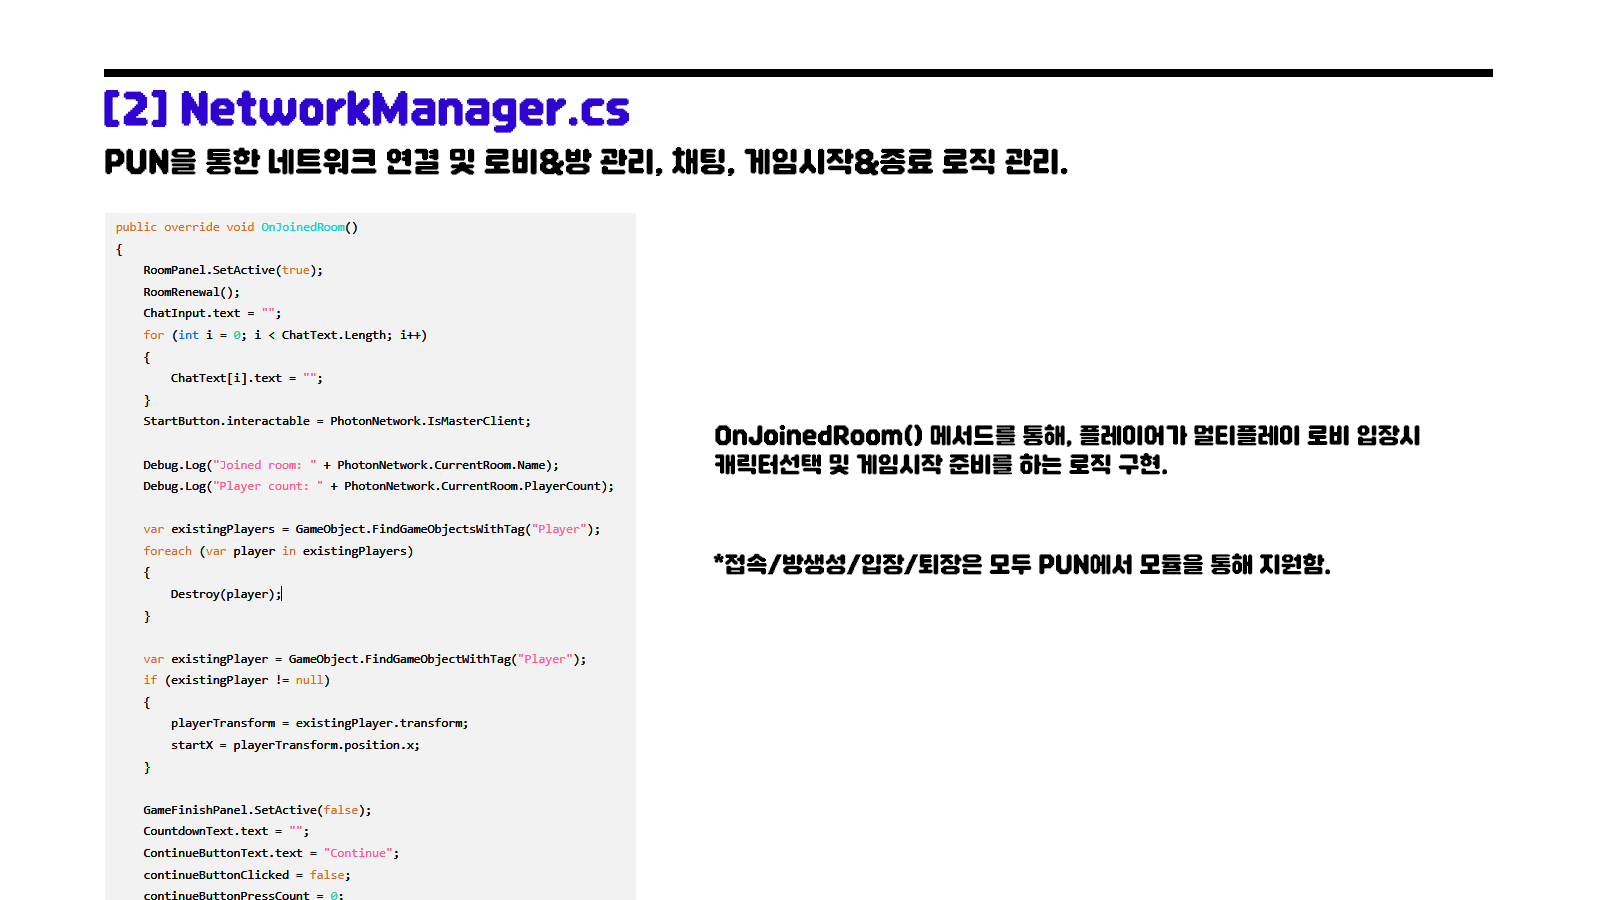 [2] NetworkManager.cs
PUN을 통한 네트워크 연결 및 로비&방 관리, 채팅, 게임시작&종료 로직 관리.
public override void OnJoinedRoom()
{
RoomPanel.SetActive(true);
RoomRenewal();
ChatInput.text = "";
for (int i = 0; i < ChatText.Length; i++)
{
ChatText[i].text = "";
}
StartButton.interactable = PhotonNetwork.IsMasterClient;
Debug.Log("Joined room: " + PhotonNetwork.CurrentRoom.Name);
Debug.Log("Player count: " + PhotonNetwork.CurrentRoom.PlayerCount);
var existingPlayers = GameObject.FindGameObjectsWithTag("Player");
foreach (var player in existingPlayers)
{
Destroy(player);
}
var existingPlayer = GameObject.FindGameObjectWithTag("Player");
if (existingPlayer != null)
{
playerTransform = existingPlayer.transform;
startX = playerTransform.position.x;
}
GameFinishPanel.SetActive(false);
CountdownText.text = "";
ContinueButtonText.text = "Continue";
continueButtonClicked = false;
continueButtonPressCount = 0;
OnJoinedRoom() 메서드를 통해, 플레이어가 멀티플레이 로비 입장시
캐릭터선택 및 게임시작 준비를 하는 로직 구현.
*접속/방생성/입장/퇴장은 모두 PUN에서 모듈을 통해 지원함.